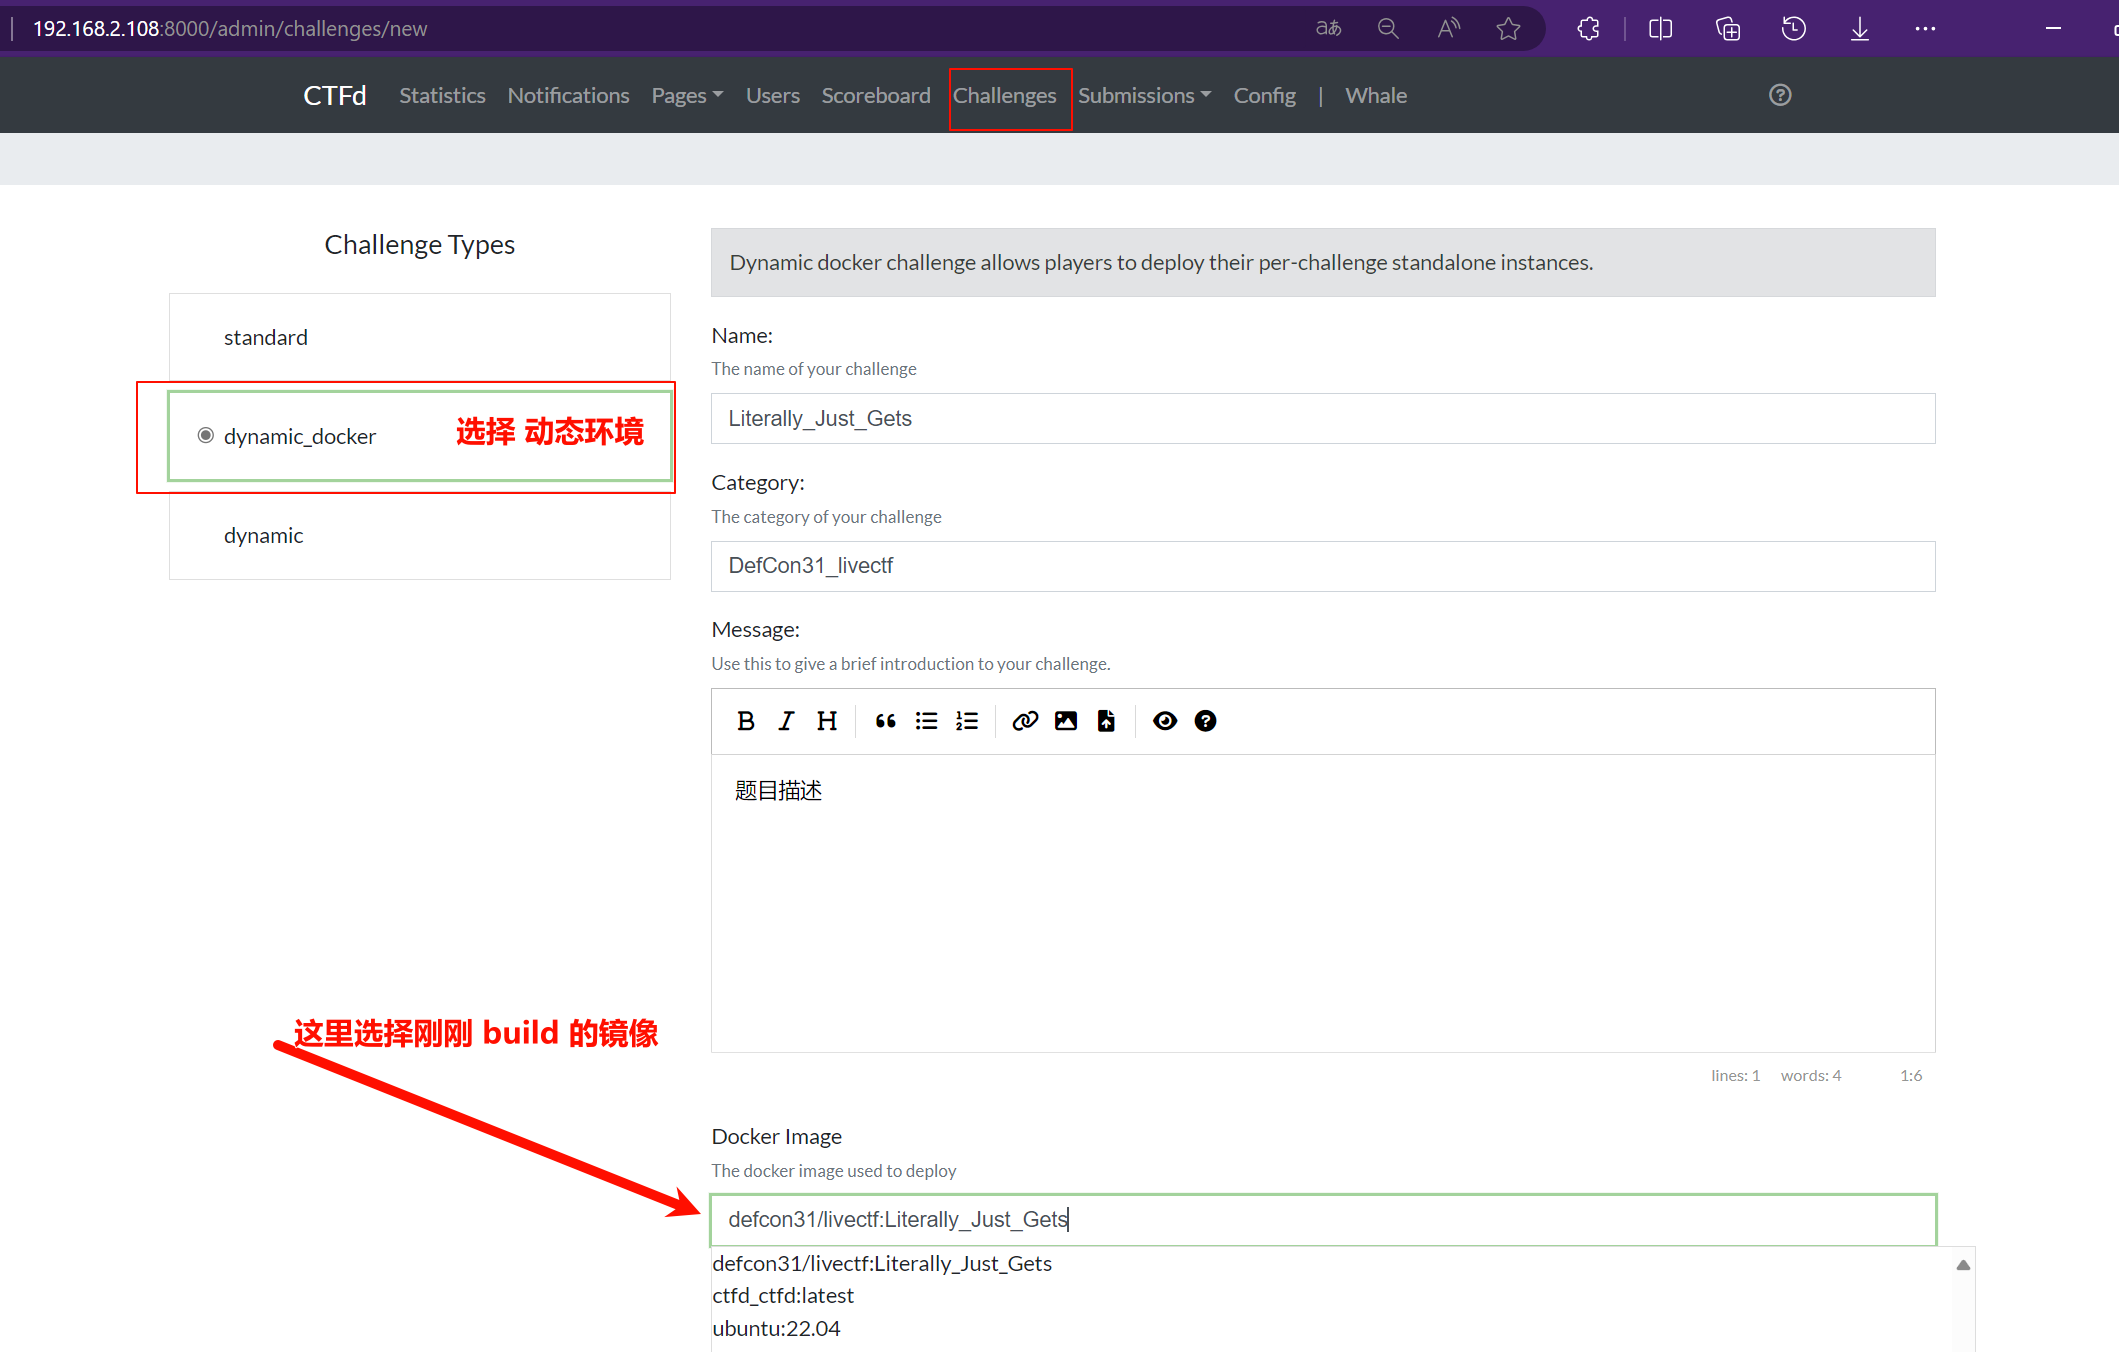 192.168.2.108:8000/admin/challenges/new
CTFd Statistics Notifications Pages Users Scoreboard Challenges Submissions Config | Whale
Challenge Types
standard
dynamic_docker 选择 动态环境
dynamic
Dynamic docker challenge allows players to deploy their per-challenge standalone instances.
Name:
The name of your challenge
Literally_Just_Gets
Category:
The category of your challenge
DefCon31_livectf
Message:
Use this to give a brief introduction to your challenge.
题目描述
lines: 1 words: 4 1:6
这里选择刚刚 build 的镜像
Docker Image
The docker image used to deploy
defcon31/livectf:Literally_Just_Gets
defcon31/livectf:Literally_Just_Gets
ctfd_ctfd:latest
ubuntu:22.04